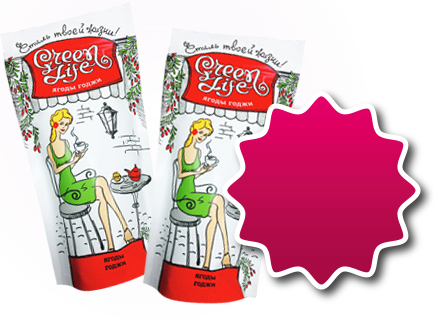 Стиль твоей жизни!
Green
Life
ЯГОДЫ ГОДЖИ
ЯГОДЫ
ГОДЖИ
Стиль твоей жизни!
Green
Life
ЯГОДЫ ГОДЖИ
ЯГОДЫ
ГОДЖИ